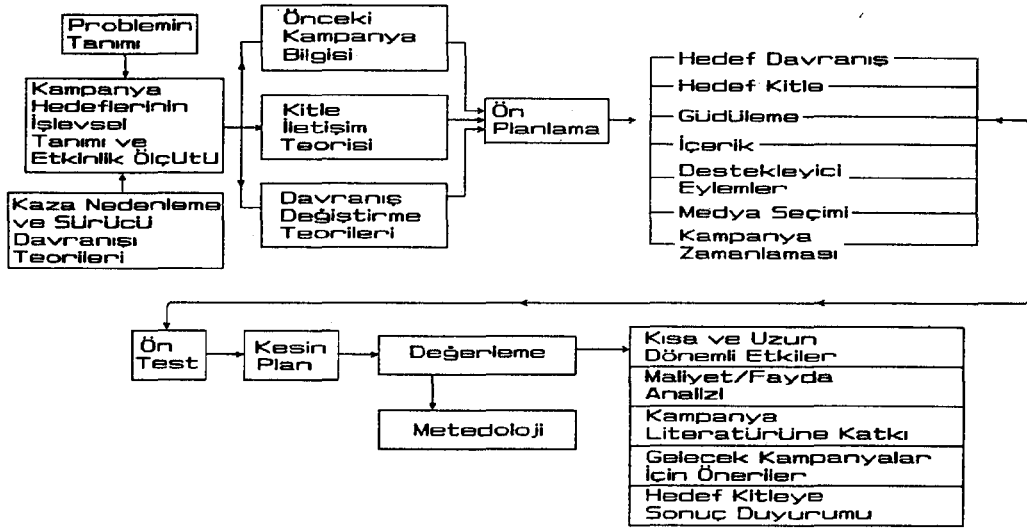 Problemin
Tanımı
Kampanya
Hedeflerinin
İşlevsel
Tanımı ve
Etkinlik Ölçütü
Kaza Nedenleme
ve Sürücü
Davranışı
Teorileri
Önceki
Kampanya
Bilgisi
Kitle
İletişim
Teorisi
Davranış
Değiştirme
Teorileri
Ön
Planlama
Hedef Davranış
Hedef Kitle
Güdüleme
İçerik
Destekleyici
Eylemler
Medya Seçimi
Kampanya
Zamanlaması
Ön
Test
Kesin
Plan
Değerleme
Metedoloji
Kısa ve Uzun
Dönemli Etkiler
Maliyet/Fayda
Analizi
Kampanya
Literatürüne Katkı
Gelecek Kampanyalar
İçin Öneriler
Hedef Kitleye
Sonuç Duyurumu